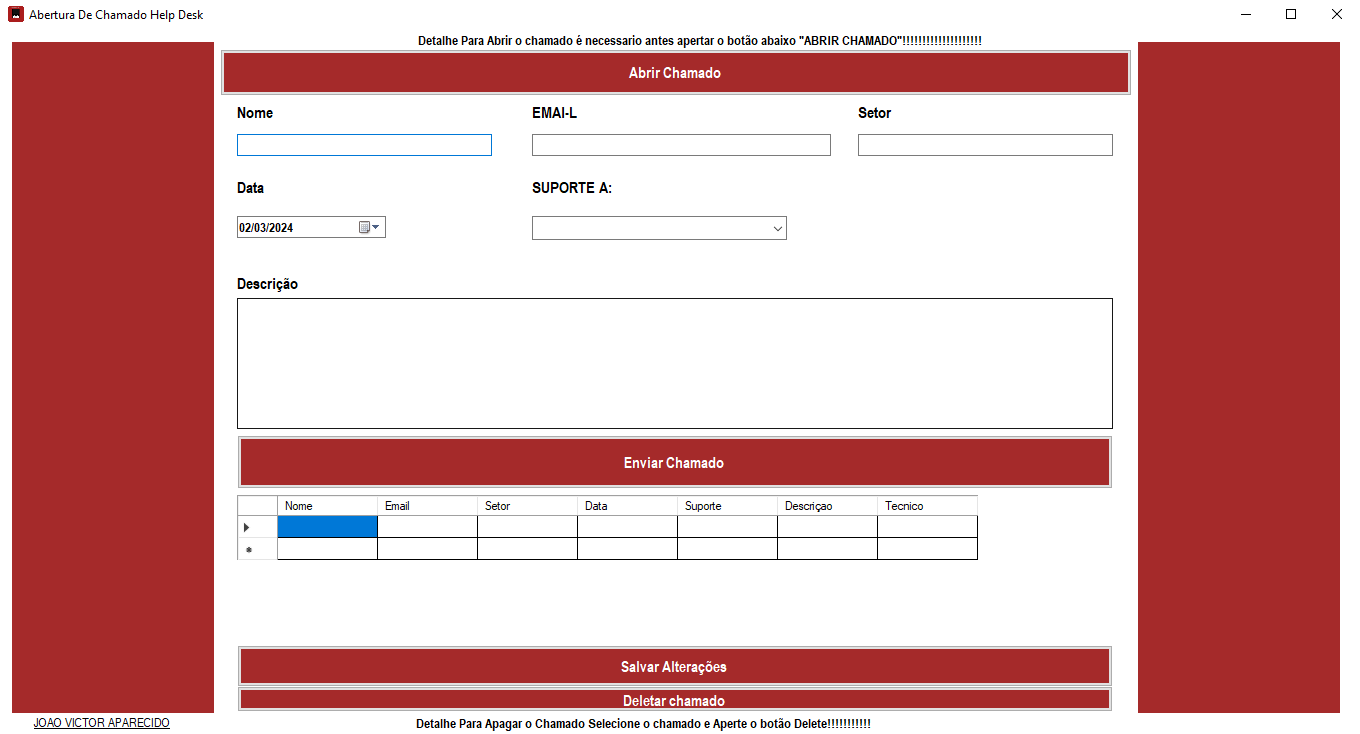 Abertura De Chamado Help Desk
Detalhe Para Abrir o chamado é necessario antes apertar o botão abaixo "ABRIR CHAMADO"!!!!!!!!!!!!!!!!!!!!
Abrir Chamado
Nome EMAI-L Setor
Data SUPORTE A:
02/03/2024
Descrição
Enviar Chamado
Nome Email Setor Data Suporte Descriçao Tecnico
Salvar Alterações
Deletar chamado
JOAO VICTOR APARECIDO Detalhe Para Apagar o Chamado Selecione o chamado e Aperte o botão Delete!!!!!!!!!!!